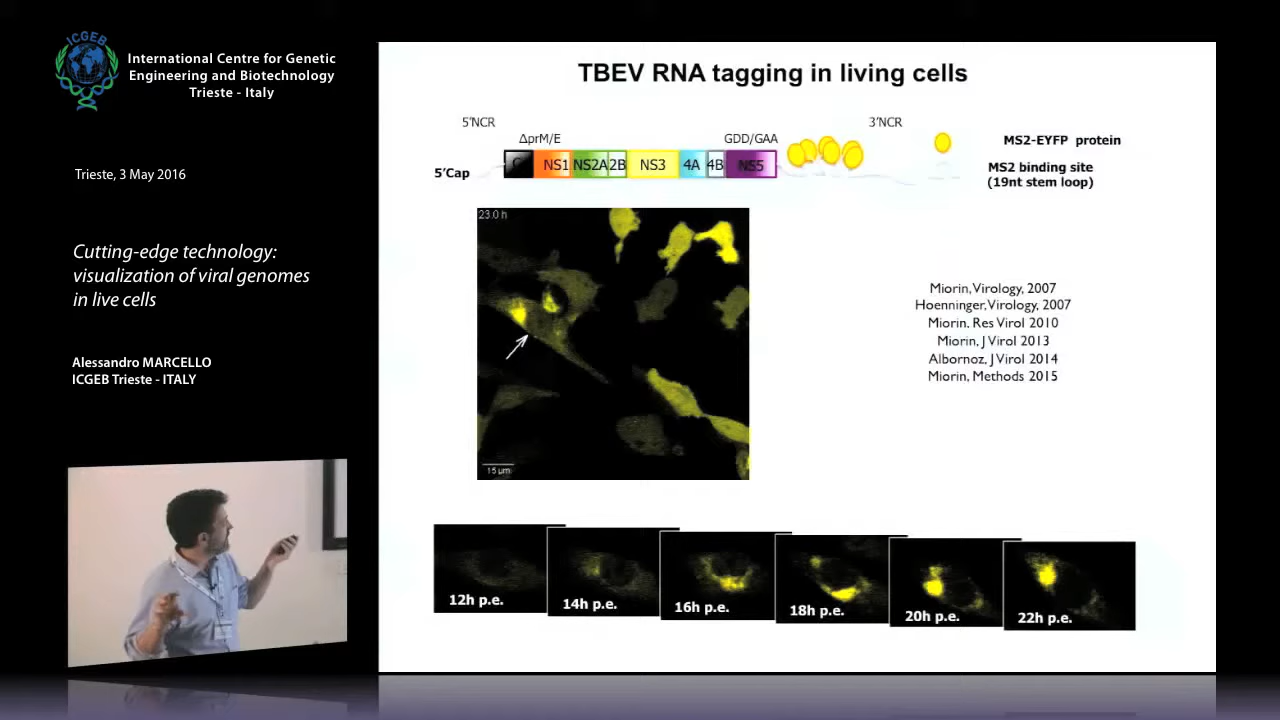 ICGEB
International Centre for Genetic
Engineering and Biotechnology
Trieste - Italy
Trieste, 3 May 2016
Cutting-edge technology:
visualization of viral genomes
in live cells
Alessandro MARCELLO
ICGEB Trieste - ITALY
TBEV RNA tagging in living cells
5'NCR
3'NCR
ΔprM/E
GDD/GAA
5'Cap
C
NS1
NS2A
2B
NS3
4A
4B
NS5
MS2-EYFP protein
MS2 binding site
(19nt stem loop)
23.0 h
15 µm
Miorin, Virology, 2007
Hoenninger, Virology, 2007
Miorin. Res Virol 2010
Miorin, J Virol 2013
Albornoz, J Virol 2014
Miorin, Methods 2015
12h p.e.
14h p.e.
16h p.e.
18h p.e.
20h p.e.
22h p.e.